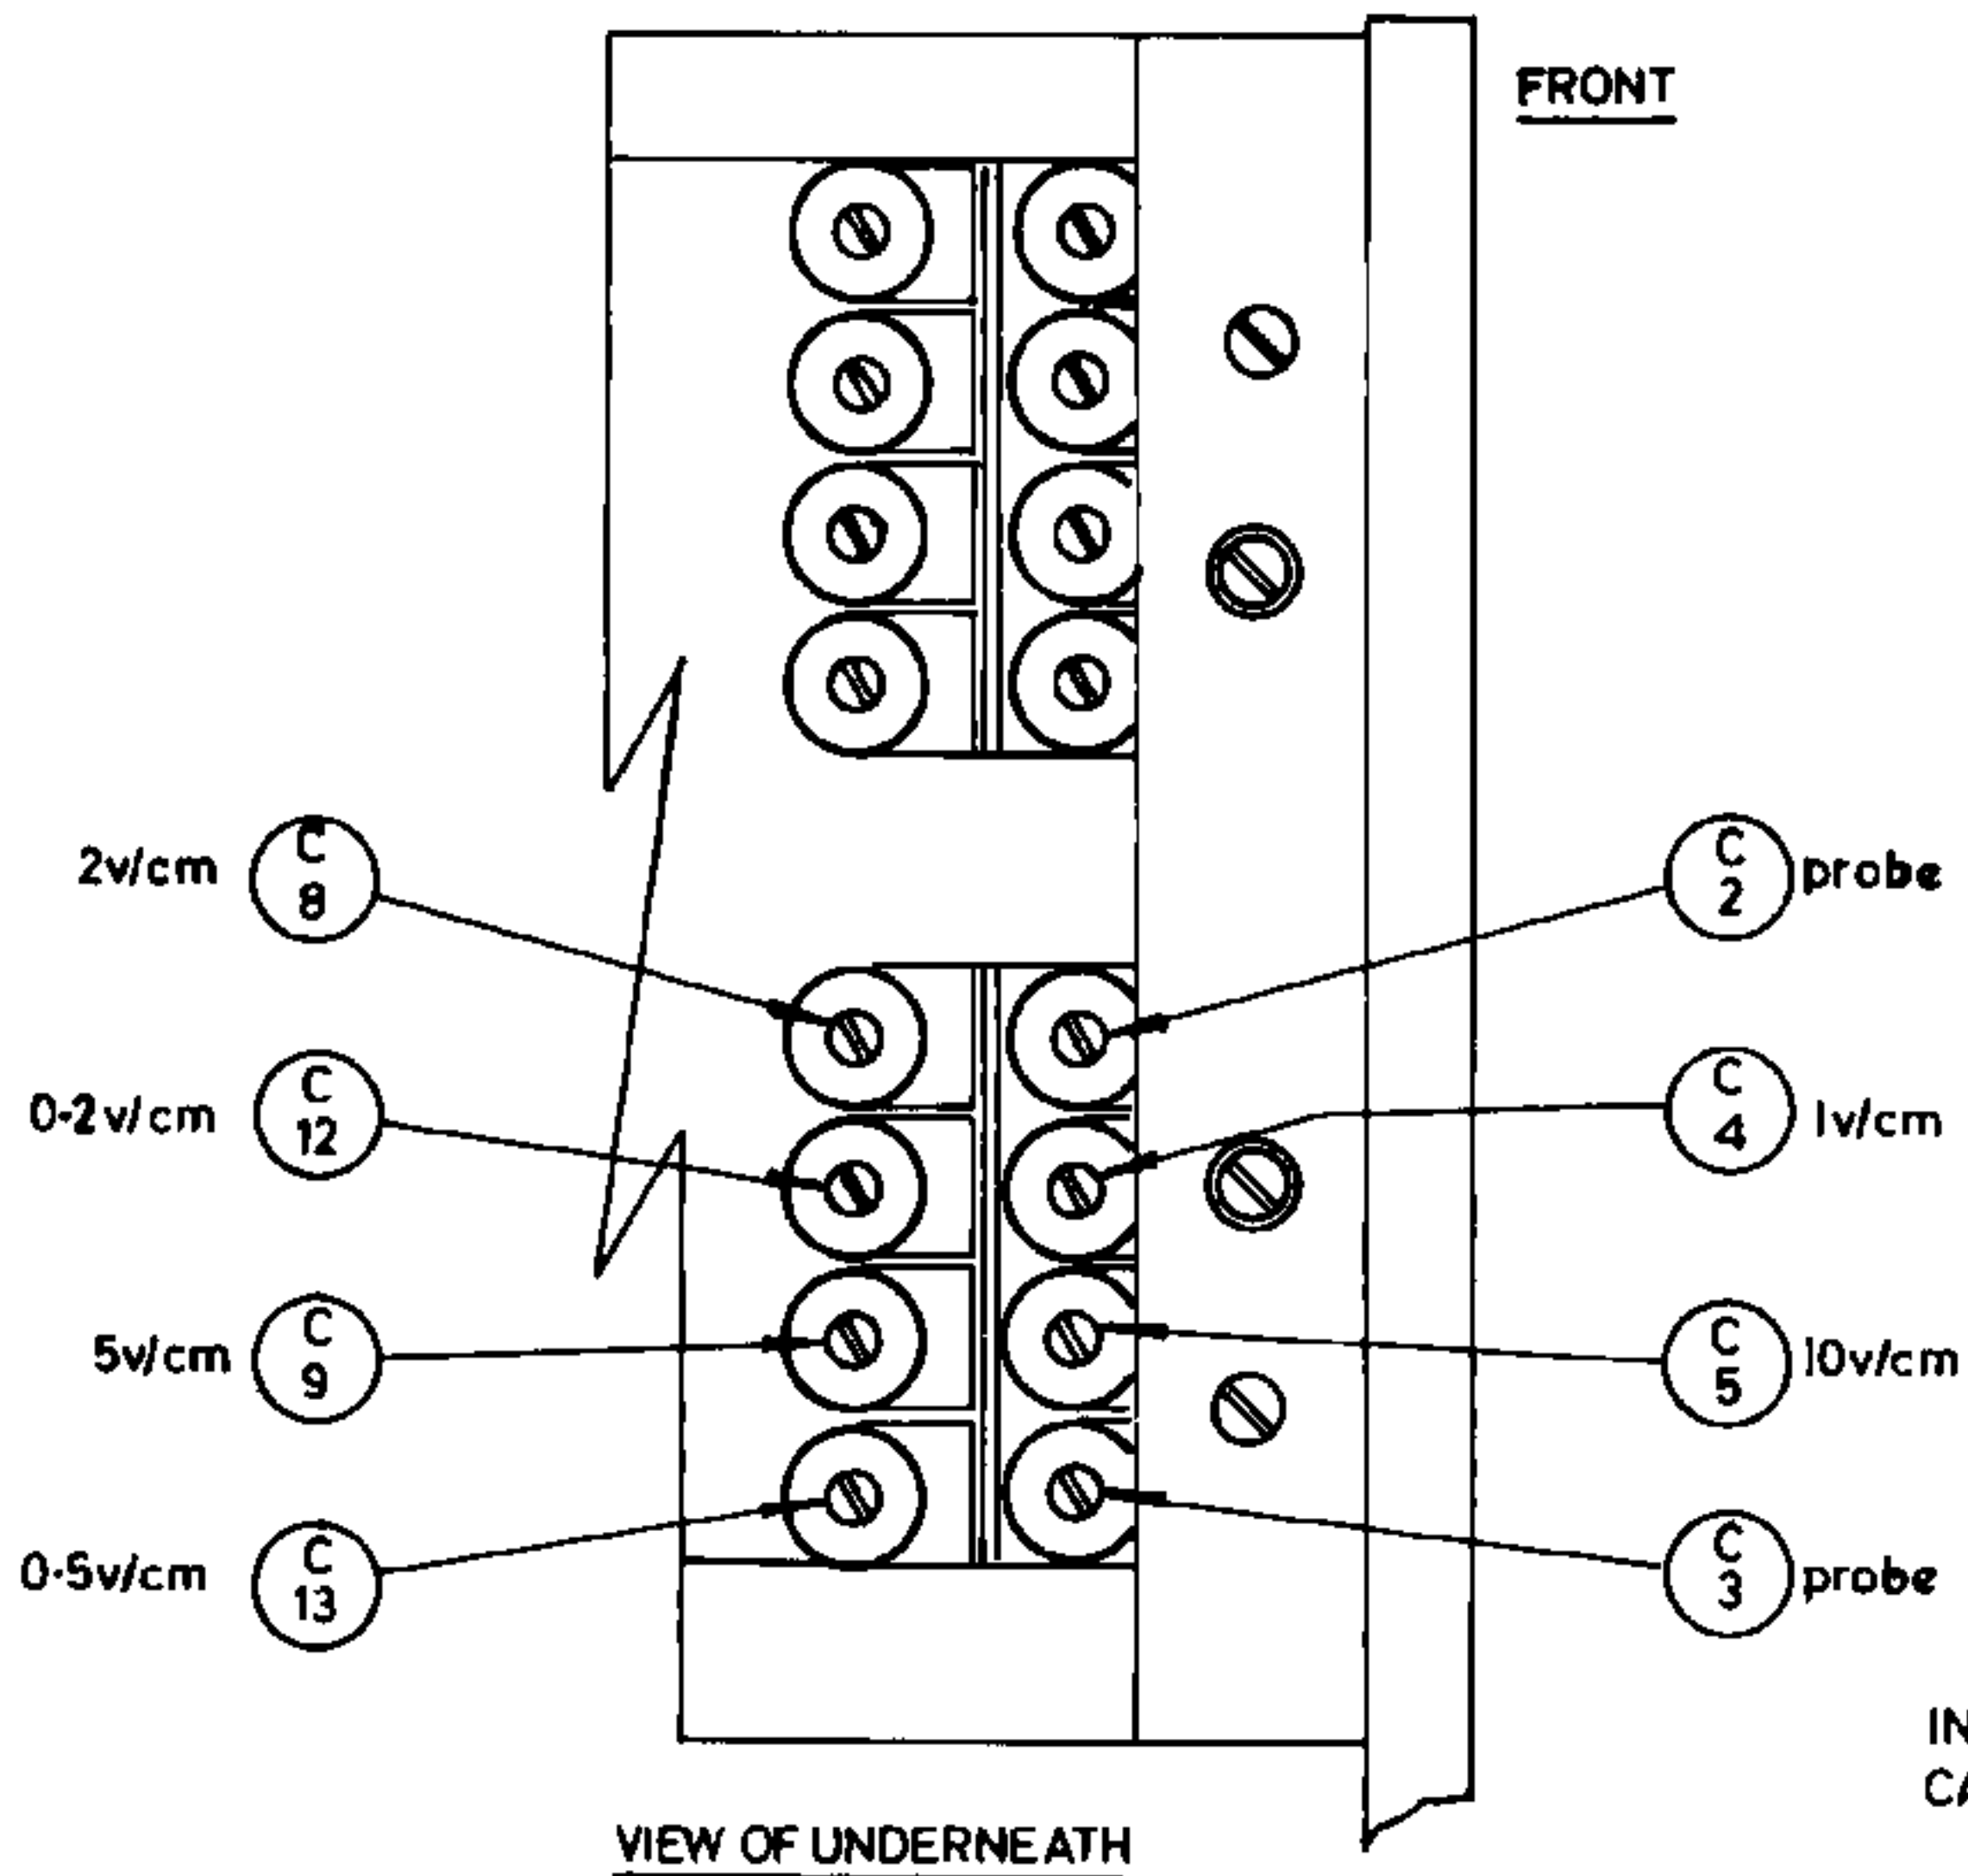 FRONT
2v/cm
C
8
C
2
probe
0·2v/cm
C
12
C
4
1v/cm
5v/cm
C
9
C
5
10v/cm
0·5v/cm
C
13
C
3
probe
VIEW OF UNDERNEATH